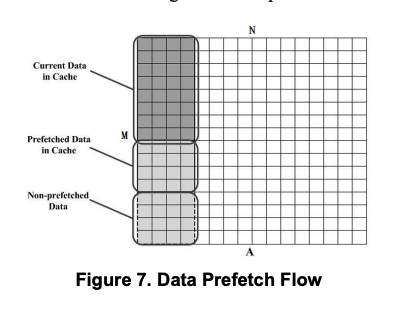 N
Current Data
in Cache
M
Prefetched Data
in Cache
Non-prefetched
Data
A
Figure 7. Data Prefetch Flow